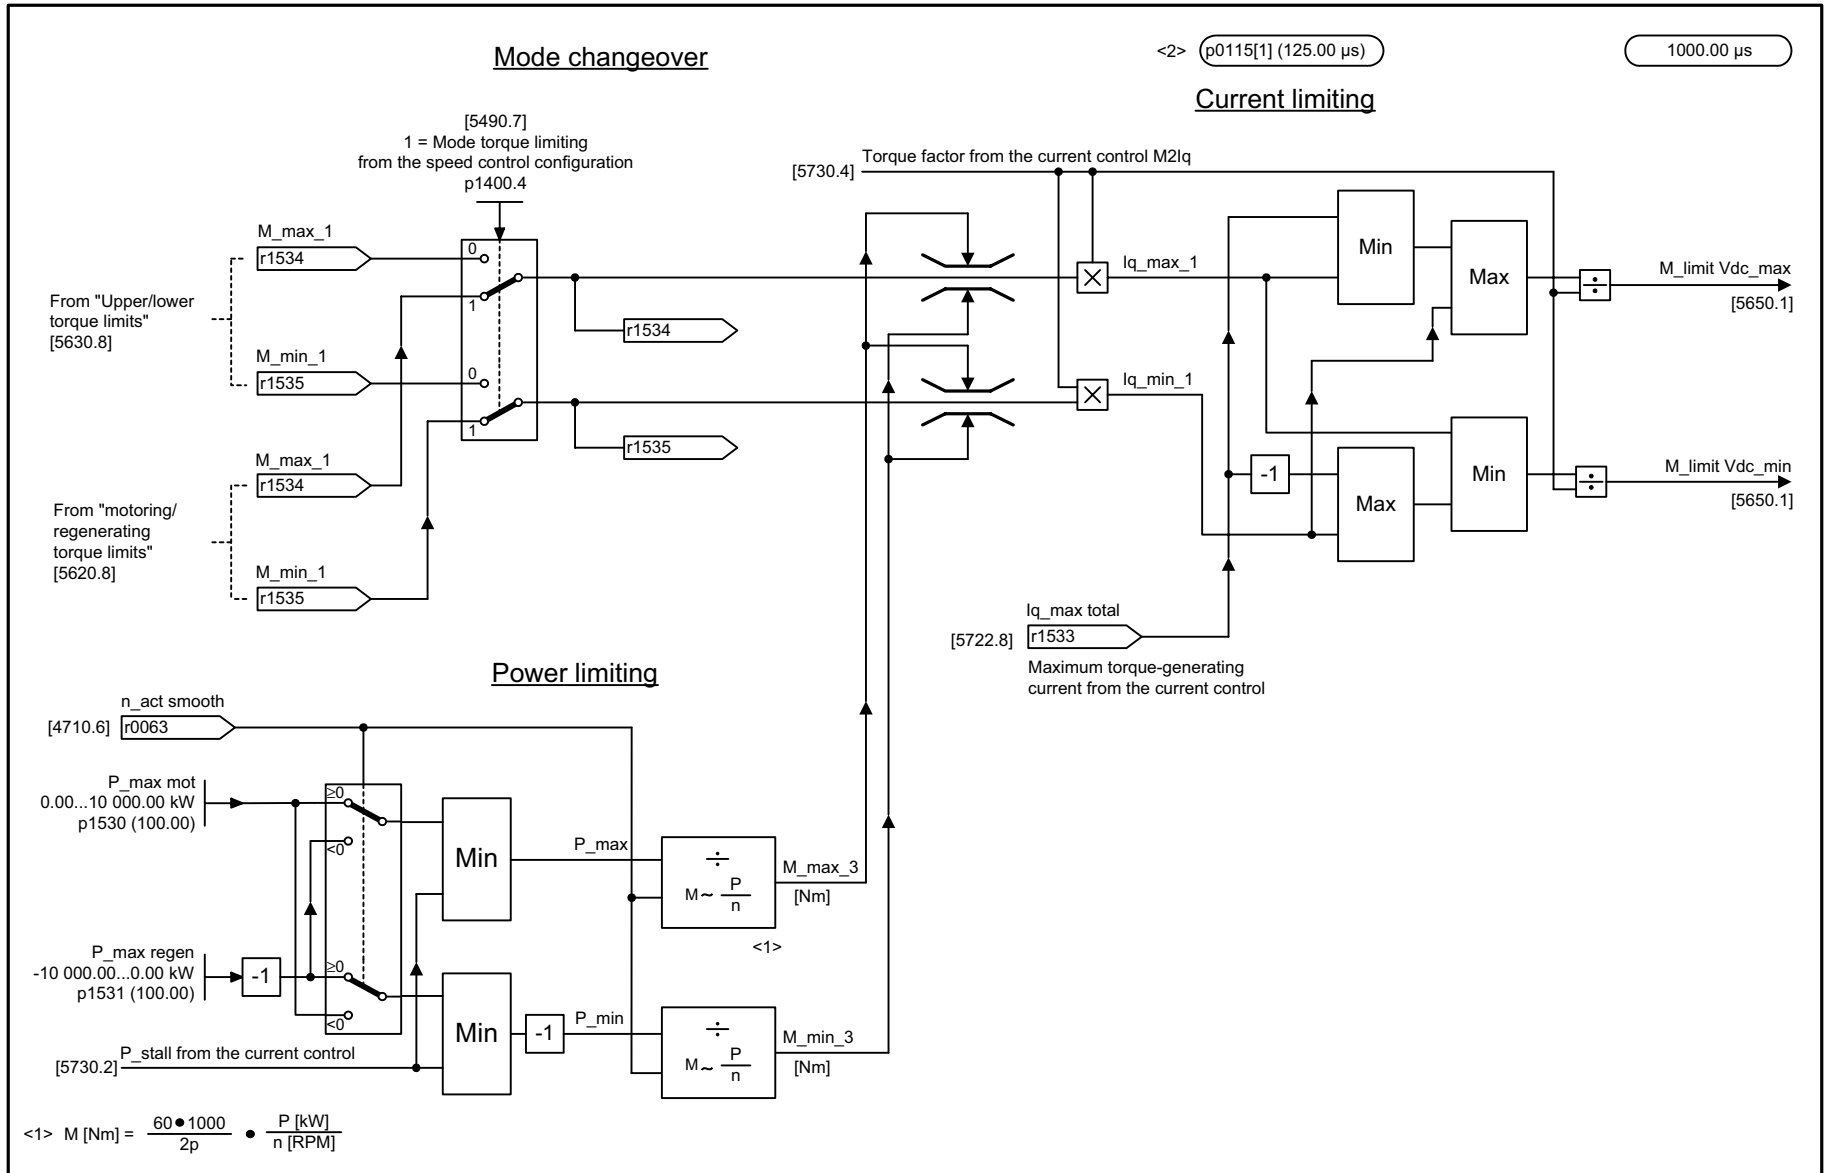 Mode changeover
<2> p0115[1] (125.00 µs)
1000.00 µs
Current limiting
[5490.7]
1 = Mode torque limiting
from the speed control configuration
p1400.4
Torque factor from the current control M2Iq
[5730.4]
M_max_1
r1534
0
1
From "Upper/lower
torque limits"
[5630.8]
M_min_1
r1535
0
1
r1534
r1535
Iq_max_1
Iq_min_1
Min
Max
÷
M_limit Vdc_max
[5650.1]
-1
Max
Min
÷
M_limit Vdc_min
[5650.1]
M_max_1
r1534
From "motoring/
regenerating
torque limits"
[5620.8]
M_min_1
r1535
Iq_max total
[5722.8] r1533
Maximum torque-generating
current from the current control
Power limiting
n_act smooth
[4710.6] r0063
P_max mot
0.00...10 000.00 kW
p1530 (100.00)
≥0
<0
Min
P_max
÷
M ~ P
n
M_max_3
[Nm]
<1>
P_max regen
-10 000.00...0.00 kW
p1531 (100.00)
-1
≥0
<0
Min
-1
P_min
÷
M ~ P
n
M_min_3
[Nm]
P_stall from the current control
[5730.2]
<1> M [Nm] = 60•1000 • P [kW]
2p n [RPM]